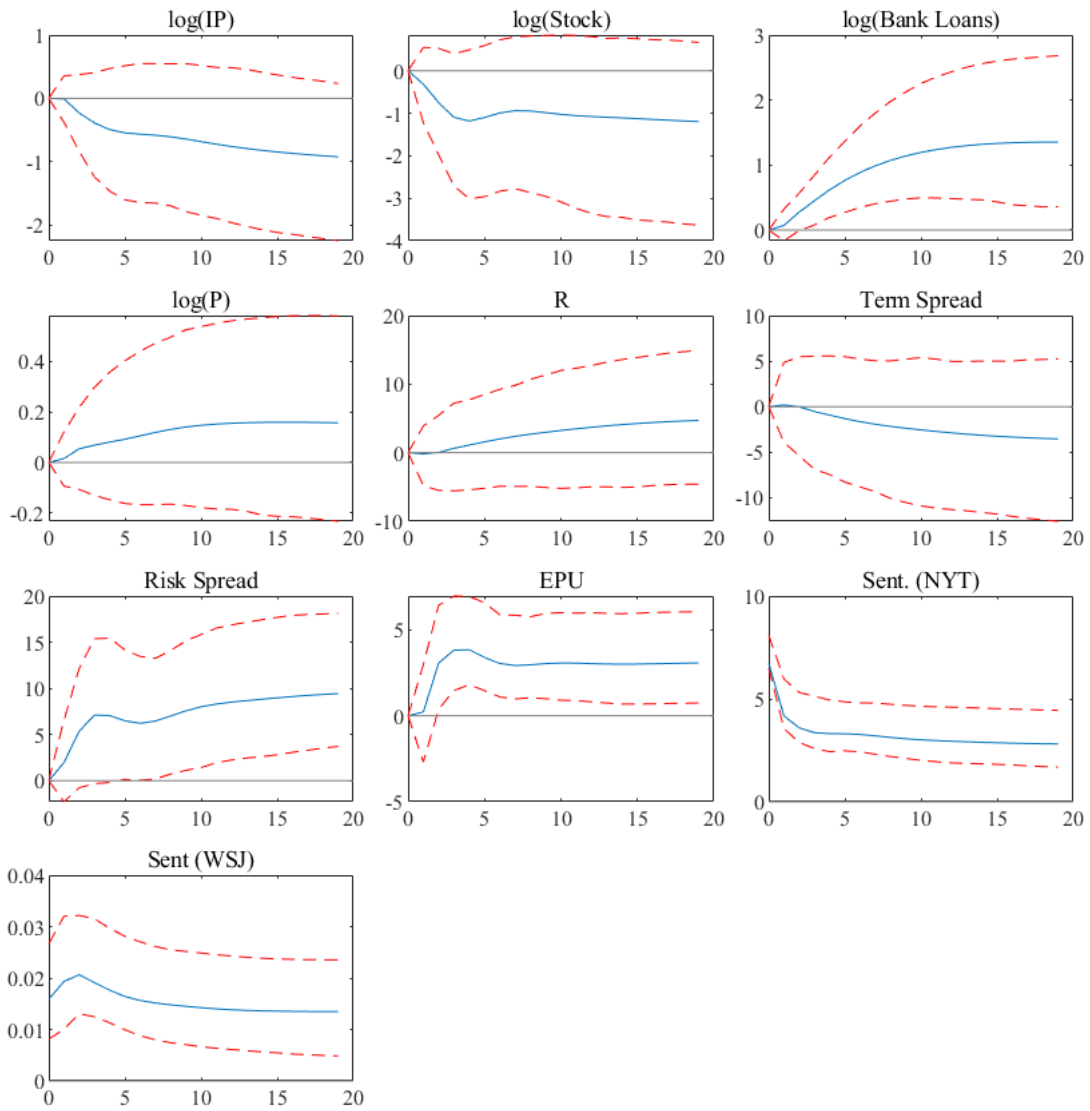 log(IP) log(Stock) log(Bank Loans)
1 0 -1 -2
0 5 10 15 20
0 -1 -2 -3 -4
0 5 10 15 20
3 2 1 0
0 5 10 15 20
log(P) R Term Spread
0.4 0.2 0 -0.2
0 5 10 15 20
20 10 0 -10
0 5 10 15 20
10 5 0 -5 -10
0 5 10 15 20
Risk Spread EPU Sent. (NYT)
20 15 10 5 0
0 5 10 15 20
5 0 -5
0 5 10 15 20
10 5 0
0 5 10 15 20
Sent (WSJ)
0.04
0.03
0.02
0.01
0
0 5 10 15 20